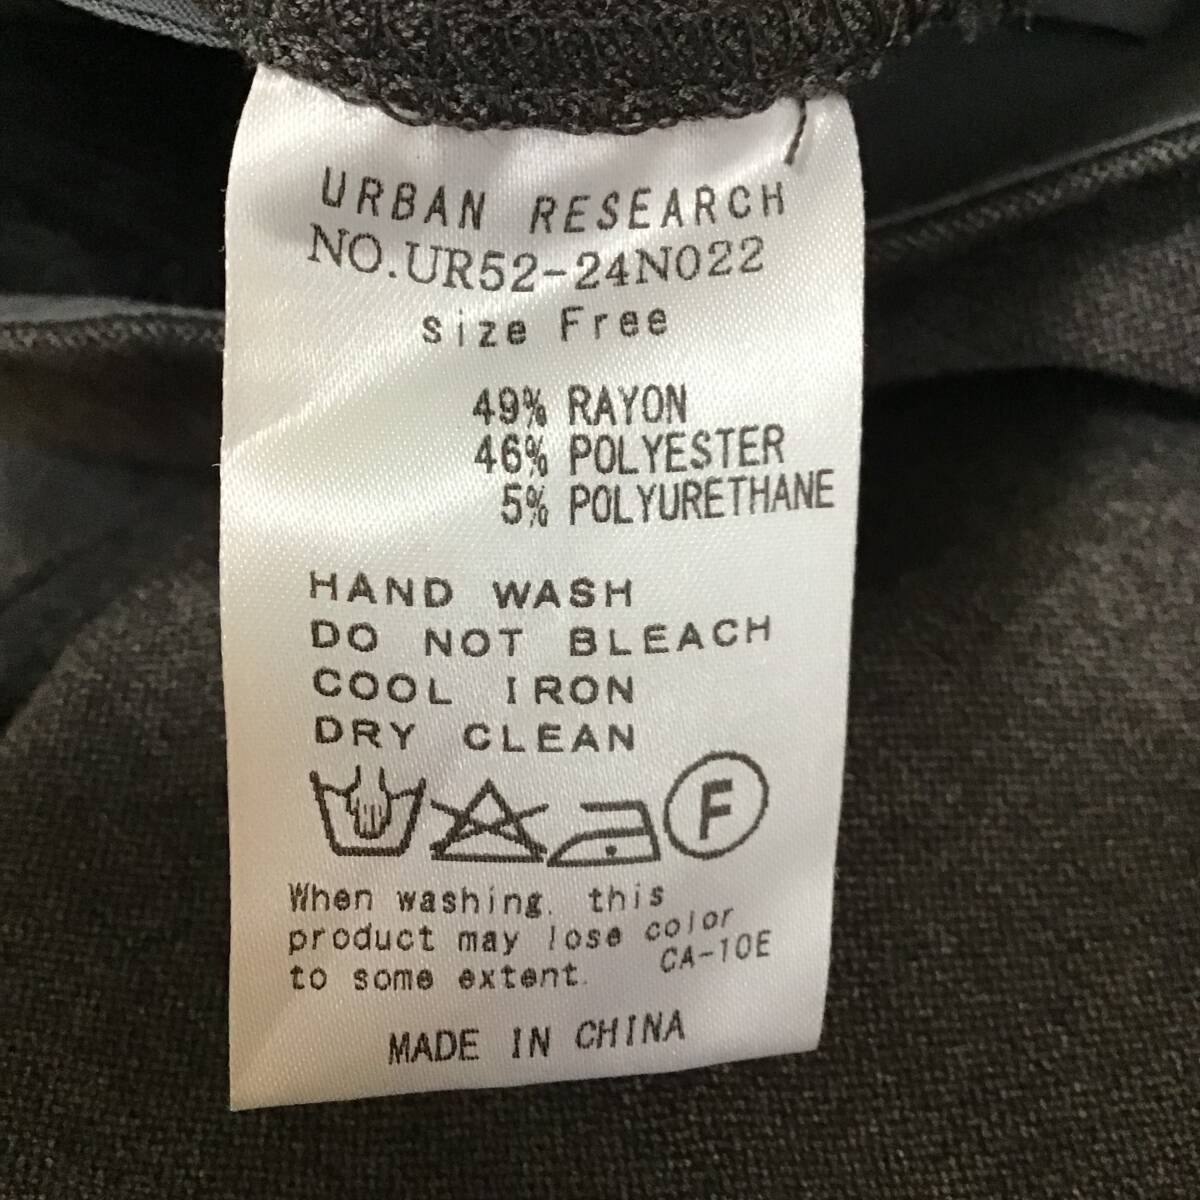 URBAN RESEARCH
NO.UR52-24N022
size Free
49% RAYON
46% POLYESTER
5% POLYURETHANE
HAND WASH
DO NOT BLEACH
COOL IRON
DRY CLEAN
F
When washing, this
product may lose color
to some extent.
CA-10E
MADE IN CHINA